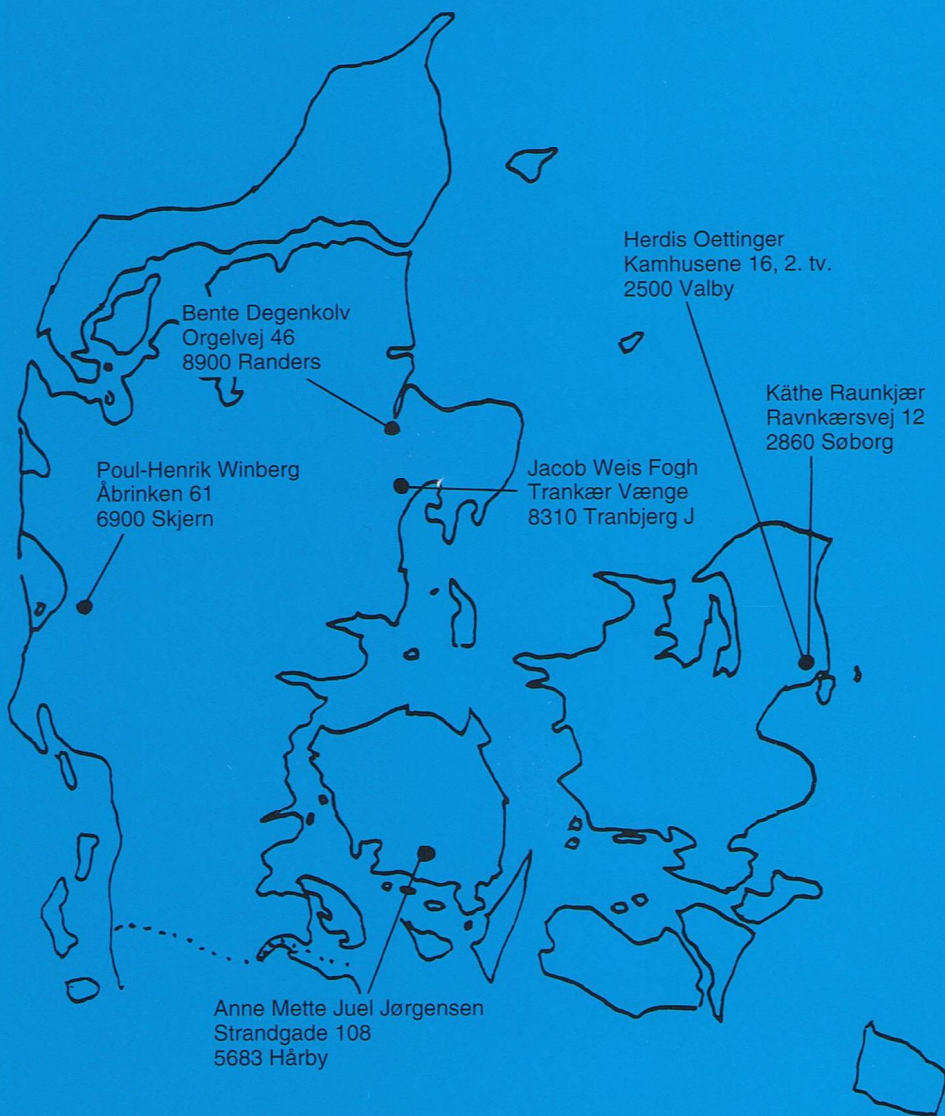 Herdis Oettinger
Kamhusene 16, 2. tv.
2500 Valby
Bente Degenkolv
Orgelvej 46
8900 Randers
Käthe Raunkjær
Ravnkærsvej 12
2860 Søborg
Poul-Henrik Winberg
Åbrinken 61
6900 Skjern
Jacob Weis Fogh
Trankær Vænge
8310 Tranbjerg J
Anne Mette Juel Jørgensen
Strandgade 108
5683 Hårby